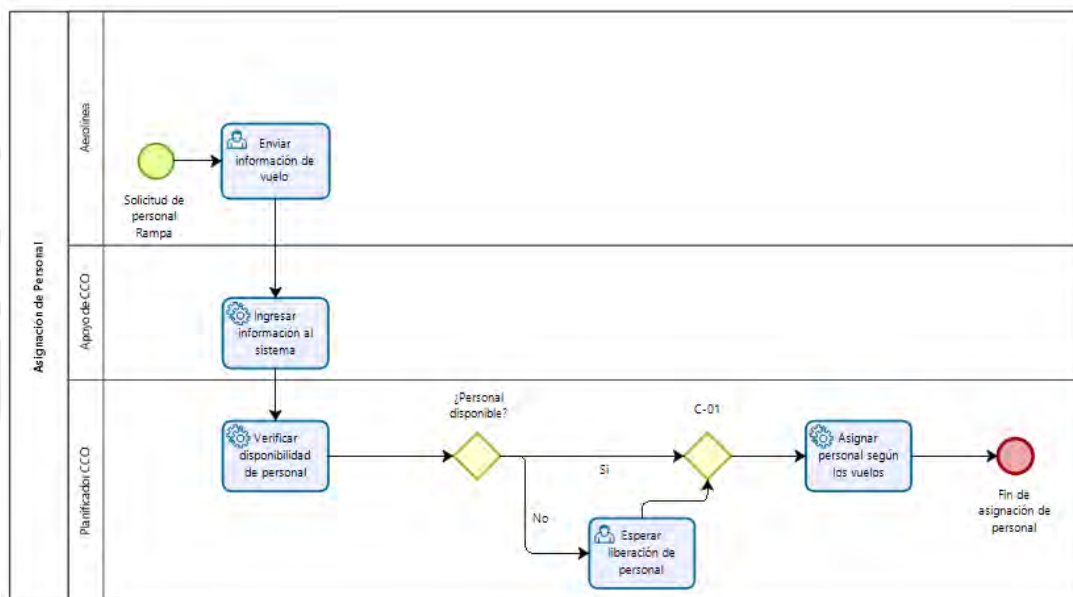 Asignacion de Personal
Aerolínea
Solicitud de
personal
Rampa
Enviar
información de
vuelo
Apoyo de CCO
Ingresar
información al
sistema
Planificador CCO
Verificar
disponibilidad
de personal
¿Personal
disponible?
Si
No
Esperar
liberación de
personal
C-01
Asignar
personal según
los vuelos
Fin de
asignación de
personal